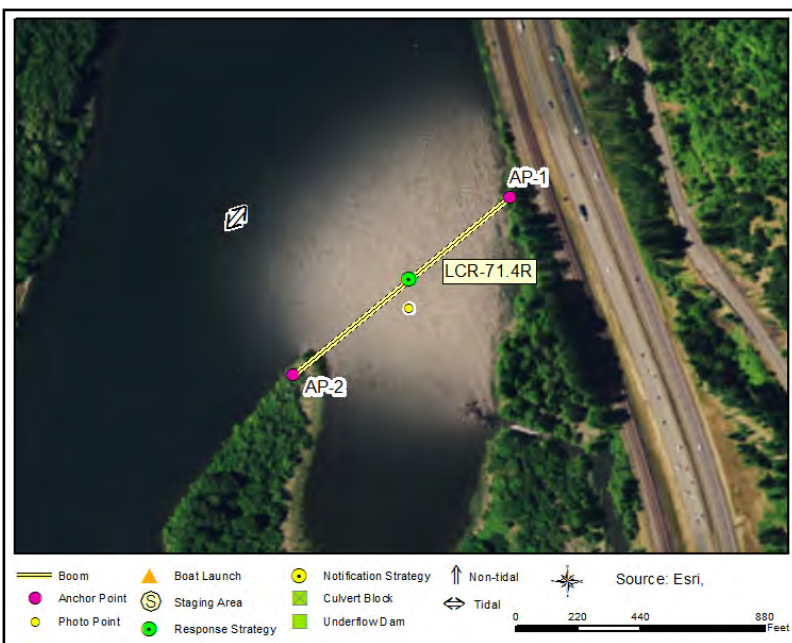 AP-1
LCR-71.4R
AP-2
Boom
Boat Launch
Notification Strategy
Non-tidal
Source: Esri,
Anchor Point
S
Staging Area
Culvert Block
Tidal
Photo Point
Response Strategy
Underflow Dam
0 220 440 880
Feet